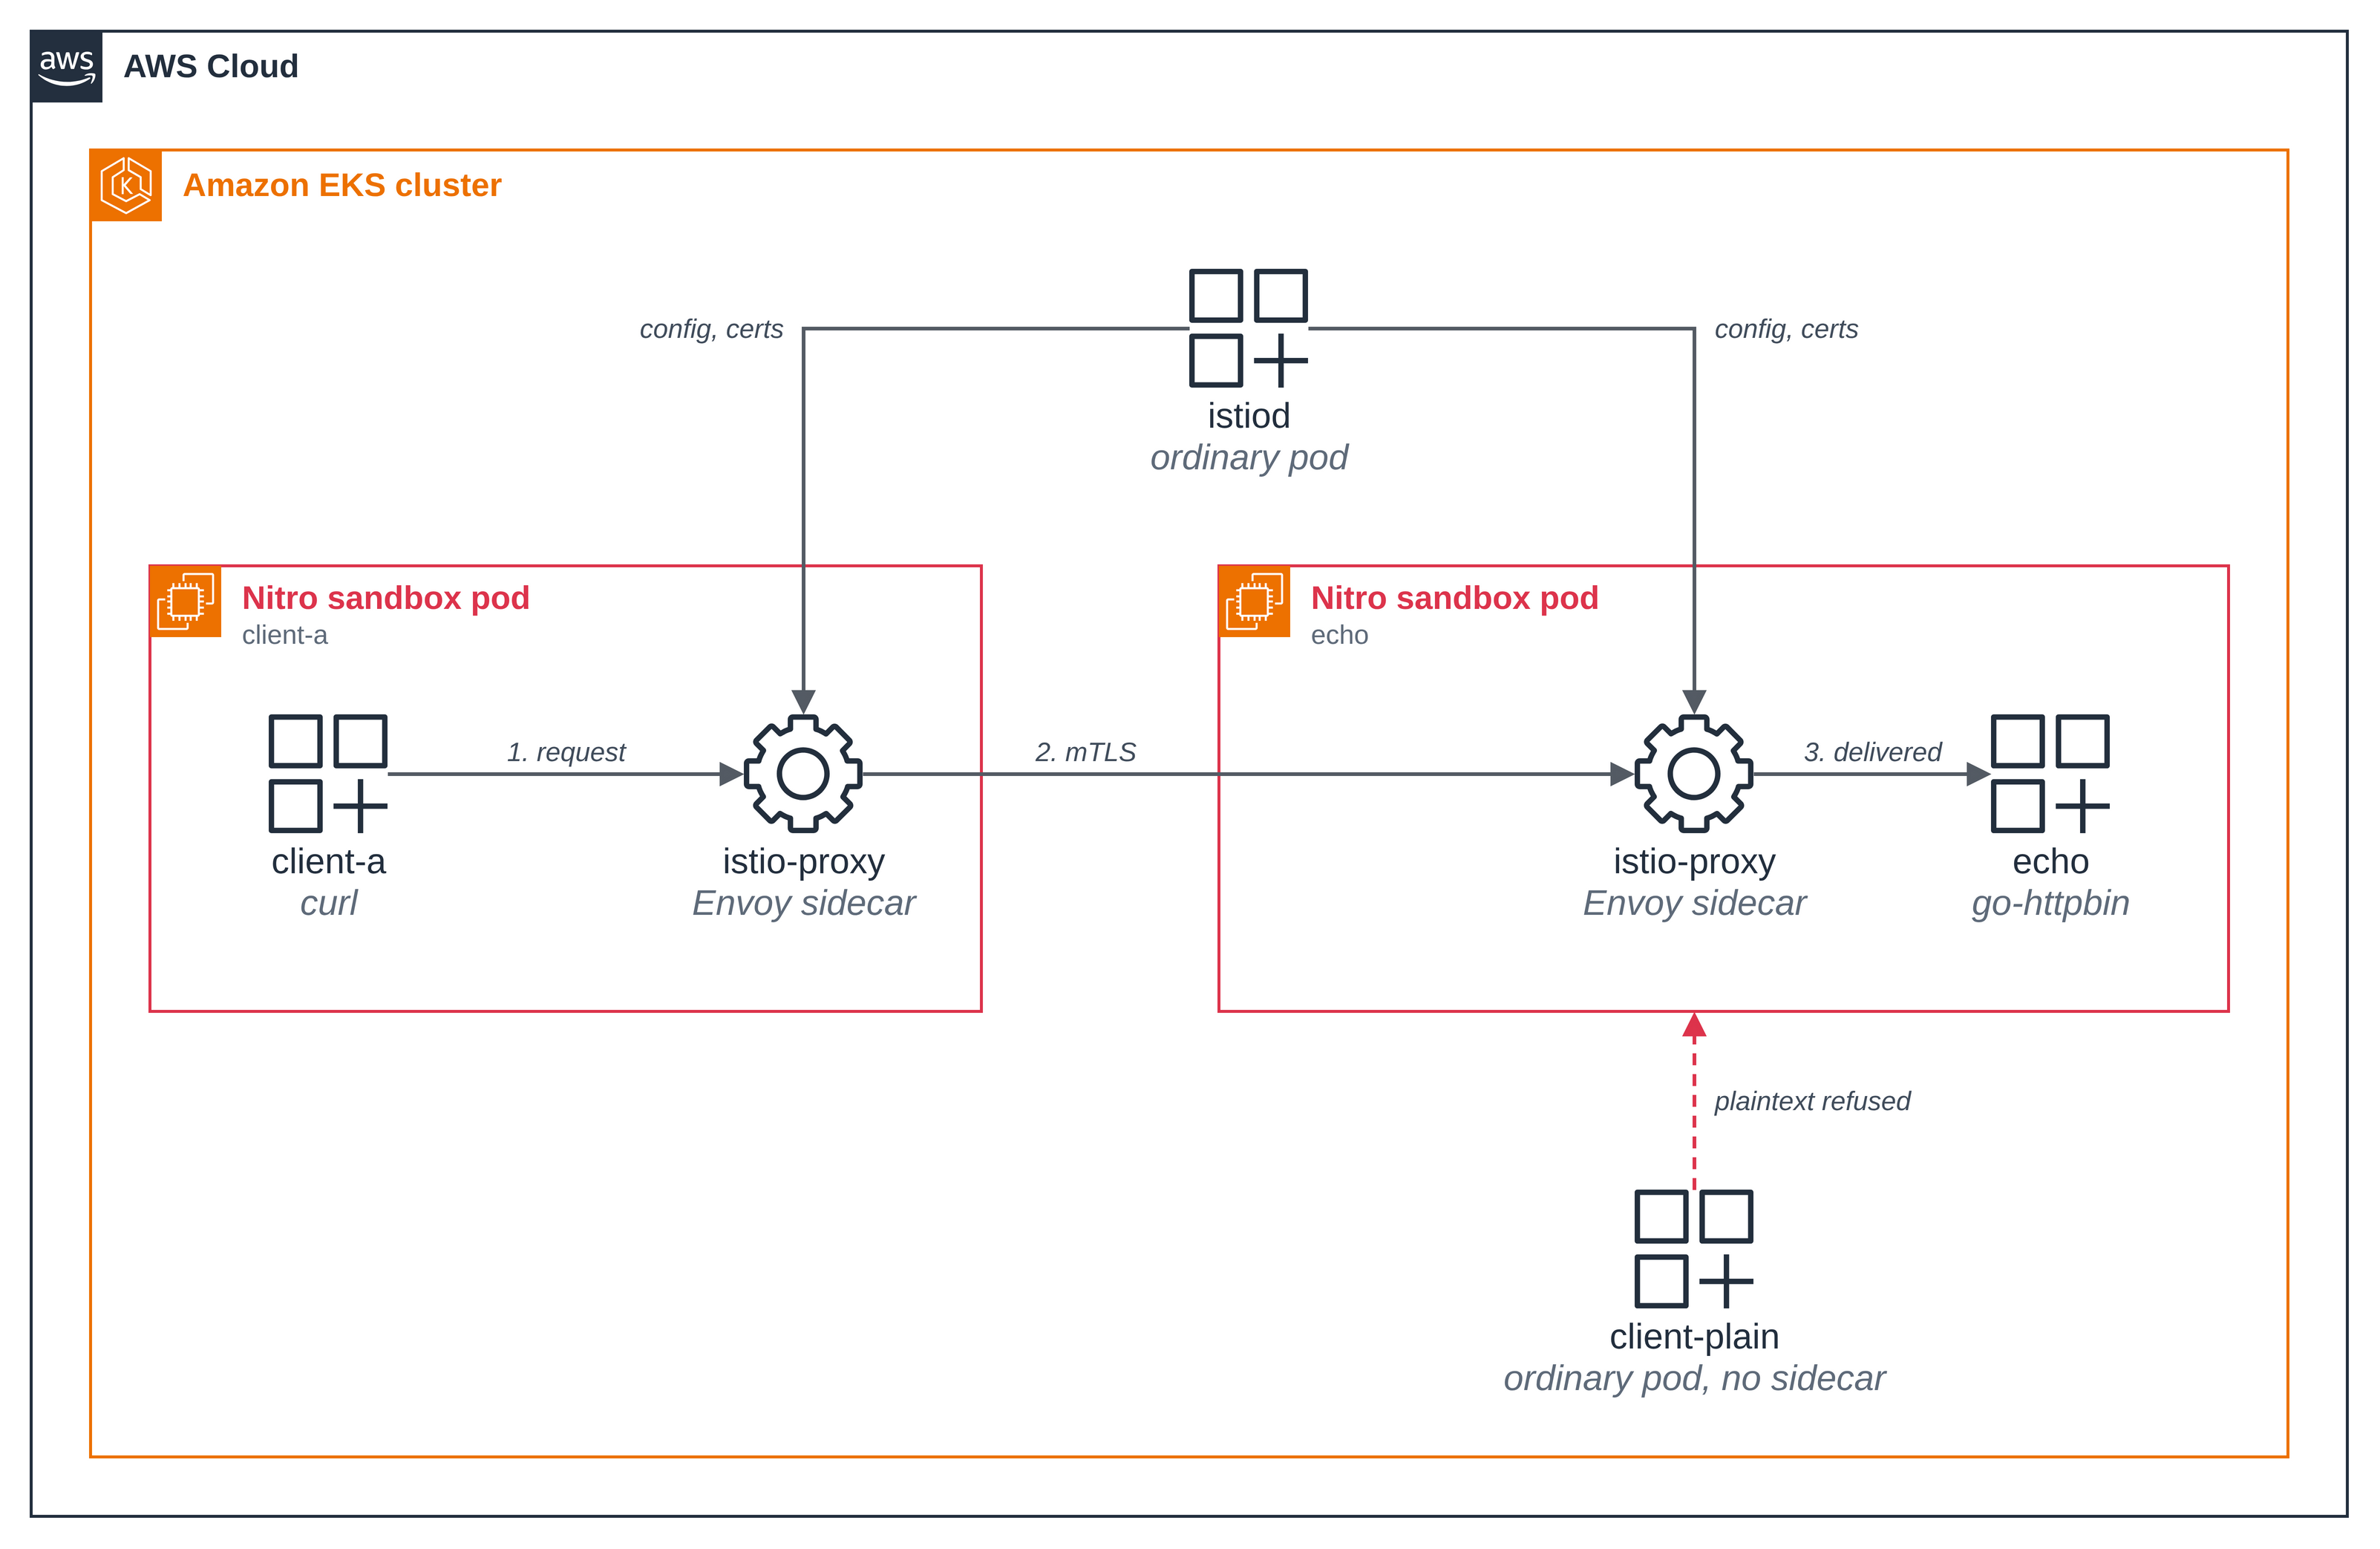 aws
AWS Cloud
Amazon EKS cluster
config, certs
config, certs
istiod
ordinary pod
Nitro sandbox pod
client-a
Nitro sandbox pod
echo
1. request
2. mTLS
3. delivered
client-a
curl
istio-proxy
Envoy sidecar
istio-proxy
Envoy sidecar
echo
go-httpbin
plaintext refused
client-plain
ordinary pod, no sidecar